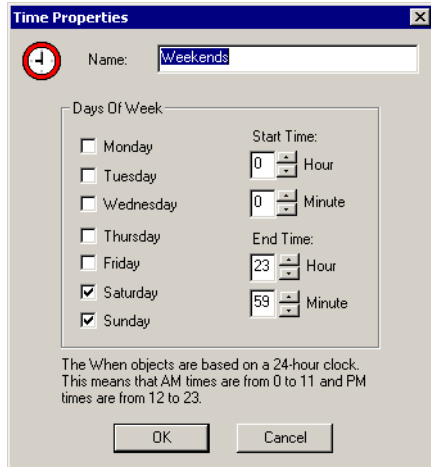 Time Properties
Name: Weekends
Days Of Week
Monday
Tuesday
Wednesday
Thursday
Friday
Saturday
Sunday
Start Time:
0 Hour
0 Minute
End Time:
23 Hour
59 Minute
The When objects are based on a 24-hour clock.
This means that AM times are from 0 to 11 and PM
times are from 12 to 23.
OK Cancel